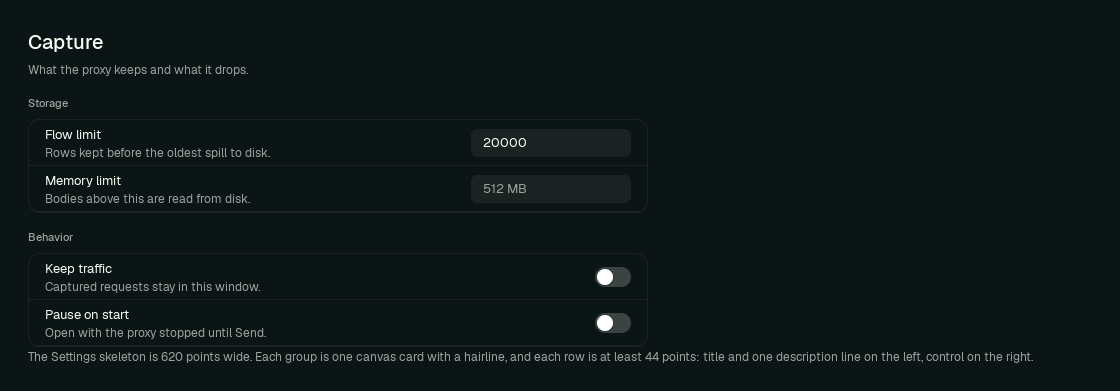 Capture
What the proxy keeps and what it drops.
Storage
Flow limit
20000
Rows kept before the oldest spill to disk.
Memory limit
512 MB
Bodies above this are read from disk.
Behavior
Keep traffic
Captured requests stay in this window.
Pause on start
Open with the proxy stopped until Send.
The Settings skeleton is 620 points wide. Each group is one canvas card with a hairline, and each row is at least 44 points: title and one description line on the left, control on the right.